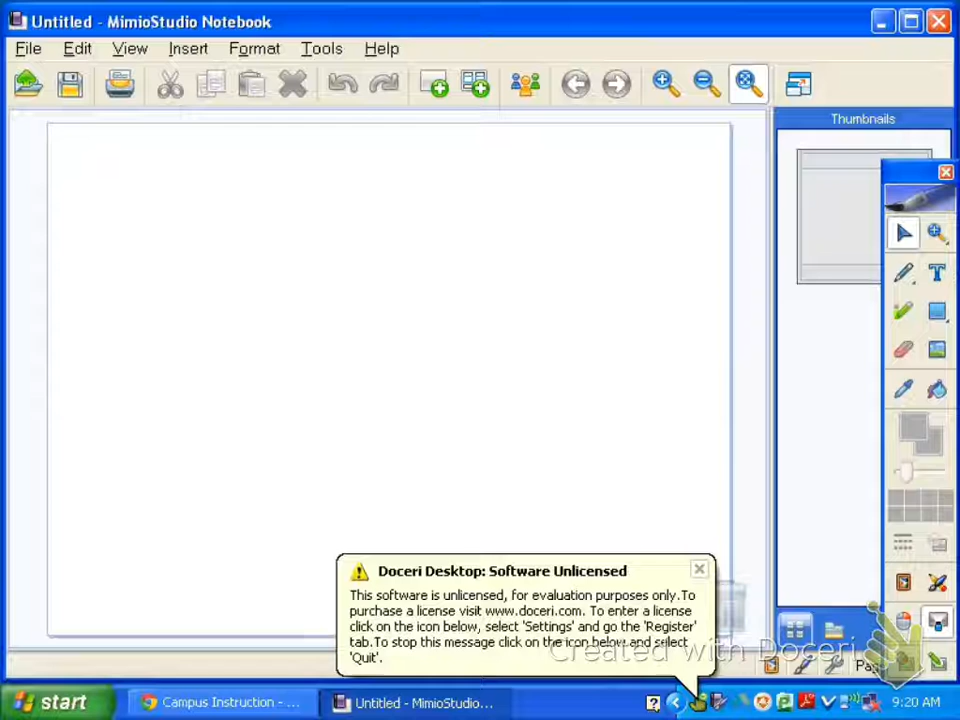 Untitled - MimioStudio Notebook
File Edit View Insert Format Tools Help
Thumbnails
Doceri Desktop: Software Unlicensed
This software is unlicensed, for evaluation purposes only.To
purchase a license visit www.doceri.com. To enter a license
click on the icon below, select 'Settings' and go the 'Register'
tab.To stop this message click on the icon below and select
'Quit'.
Created with Doceri
start
Campus Instruction - ...
Untitled - MimioStudio...
9:20 AM